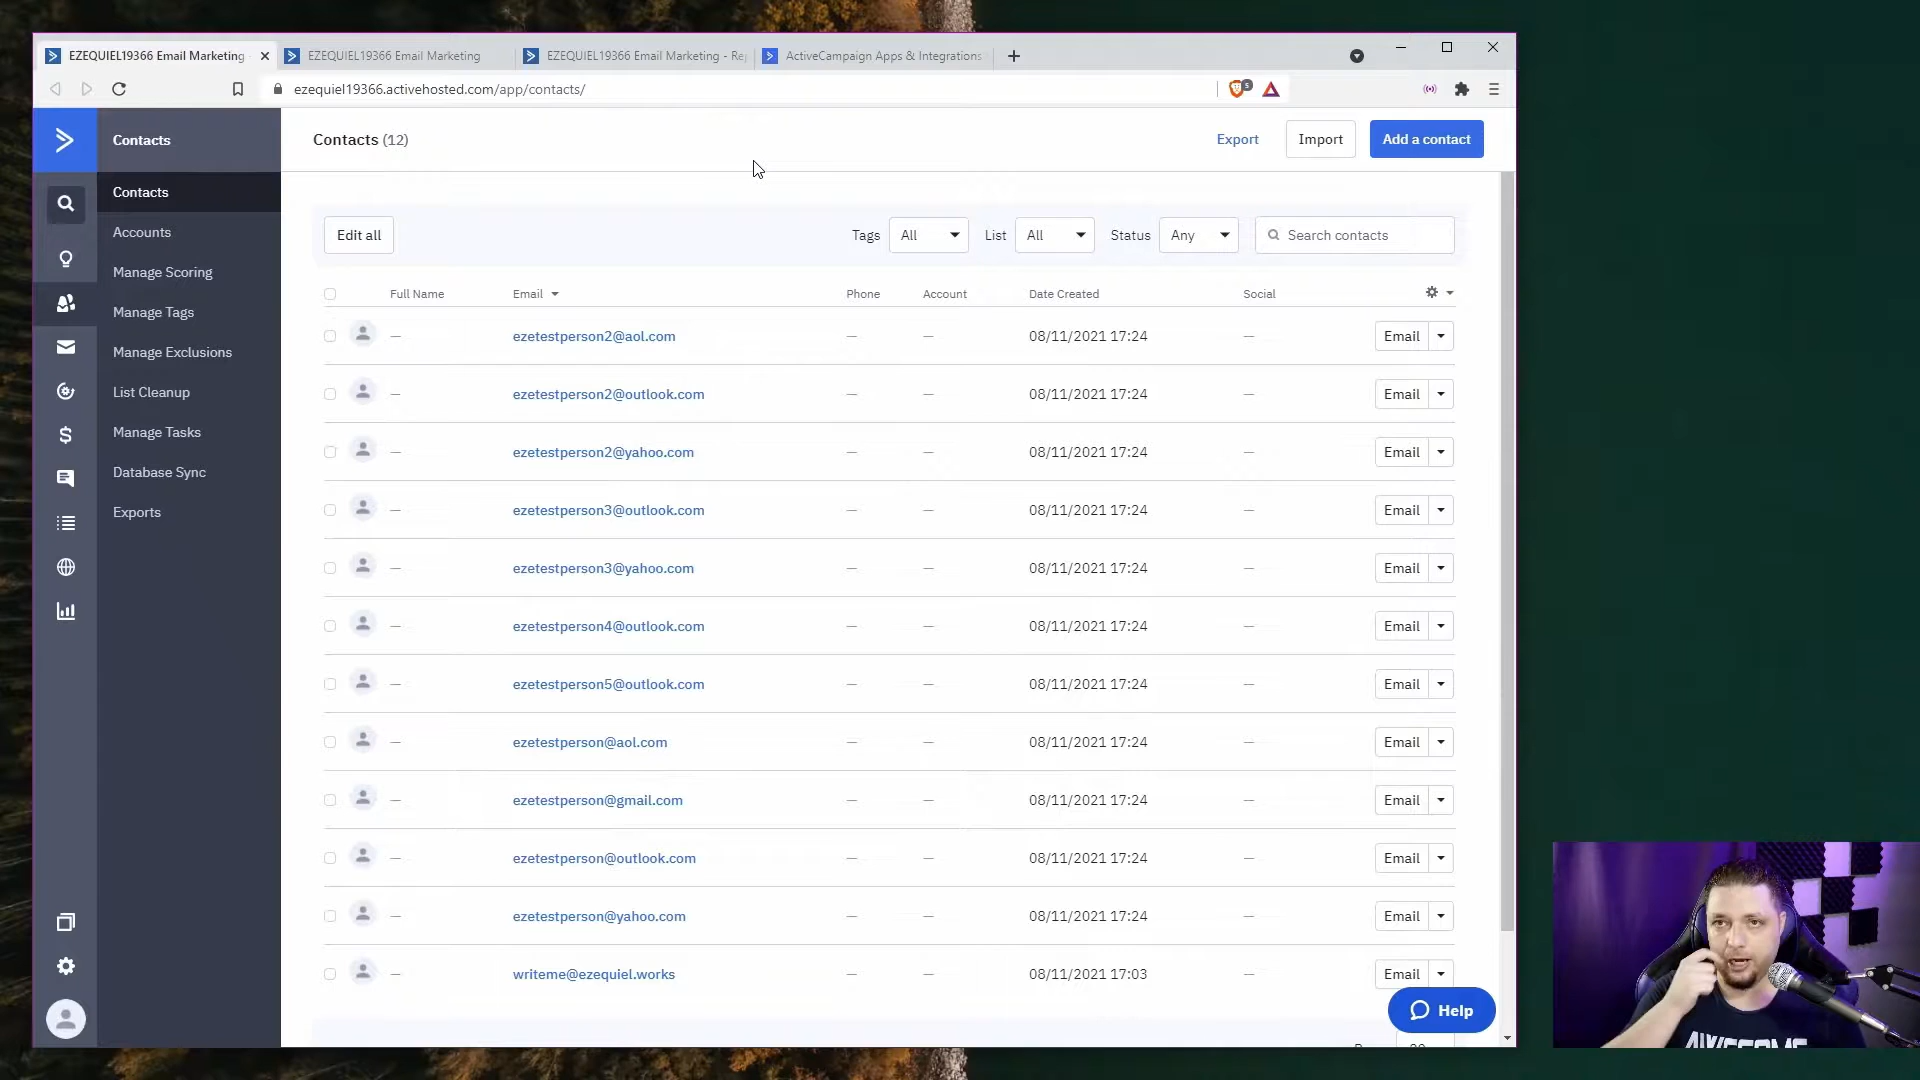 EZEQUIEL19366 Email Marketing
EZEQUIEL19366 Email Marketing
EZEQUIEL19366 Email Marketing - Re
ActiveCampaign Apps & Integrations
ezequiel19366.activehosted.com/app/contacts/
5
Contacts
Contacts (12)
Export
Import
Add a contact
Contacts
Accounts
Manage Scoring
Manage Tags
Manage Exclusions
List Cleanup
Manage Tasks
Database Sync
Exports
Edit all
Tags All
List All
Status Any
Search contacts
Full Name Email Phone Account Date Created Social
— ezetestperson2@aol.com — — 08/11/2021 17:24 — Email
— ezetestperson2@outlook.com — — 08/11/2021 17:24 — Email
— ezetestperson2@yahoo.com — — 08/11/2021 17:24 — Email
— ezetestperson3@outlook.com — — 08/11/2021 17:24 — Email
— ezetestperson3@yahoo.com — — 08/11/2021 17:24 — Email
— ezetestperson4@outlook.com — — 08/11/2021 17:24 — Email
— ezetestperson5@outlook.com — — 08/11/2021 17:24 — Email
— ezetestperson@aol.com — — 08/11/2021 17:24 — Email
— ezetestperson@gmail.com — — 08/11/2021 17:24 — Email
— ezetestperson@outlook.com — — 08/11/2021 17:24 — Email
— ezetestperson@yahoo.com — — 08/11/2021 17:24 — Email
— writeme@ezequiel.works — — 08/11/2021 17:03 — Email
Help
AWESOME